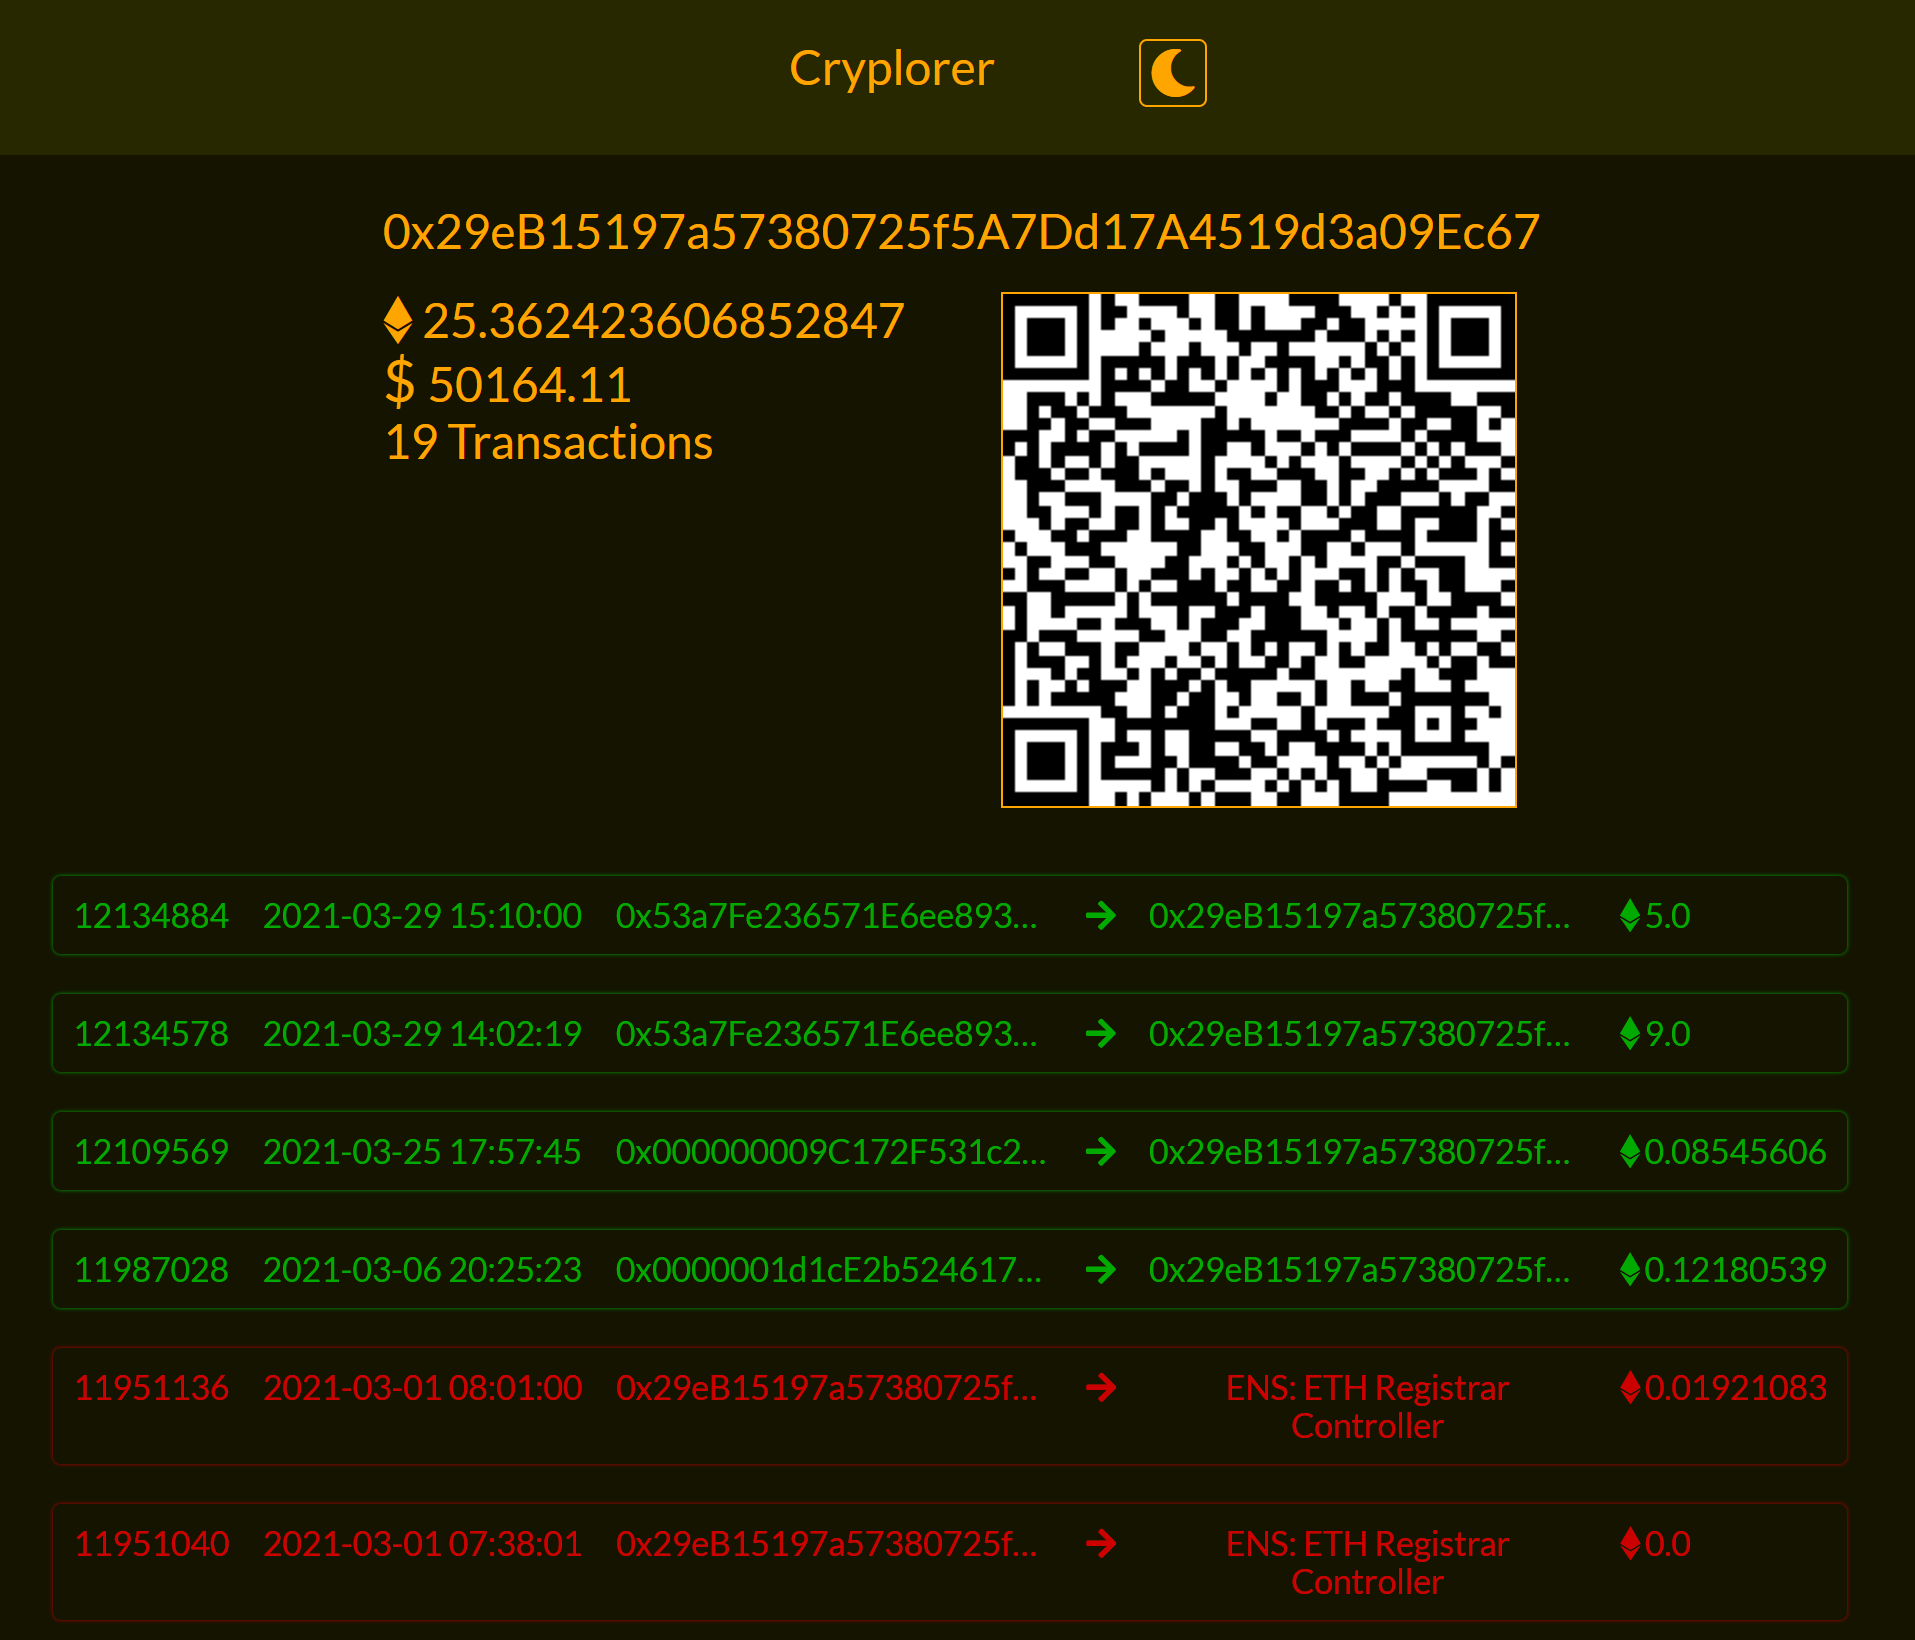 Cryplorer
0x29eB15197a57380725f5A7Dd17A4519d3a09Ec67
25.362423606852847
$ 50164.11
19 Transactions
12134884 2021-03-29 15:10:00 0x53a7Fe236571E6ee893... → 0x29eB15197a57380725f... 5.0
12134578 2021-03-29 14:02:19 0x53a7Fe236571E6ee893... → 0x29eB15197a57380725f... 9.0
12109569 2021-03-25 17:57:45 0x000000009C172F531c2... → 0x29eB15197a57380725f... 0.08545606
11987028 2021-03-06 20:25:23 0x0000001d1cE2b524617... → 0x29eB15197a57380725f... 0.12180539
11951136 2021-03-01 08:01:00 0x29eB15197a57380725f... → ENS: ETH Registrar 0.01921083
Controller
11951040 2021-03-01 07:38:01 0x29eB15197a57380725f... → ENS: ETH Registrar 0.0
Controller